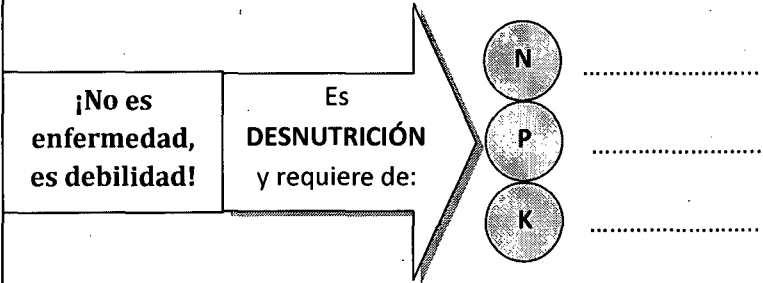 ¡No es
enfermedad,
es debilidad!
Es
DESNUTRICIÓN
y requiere de:
N ..............................
P .............................
K .............................